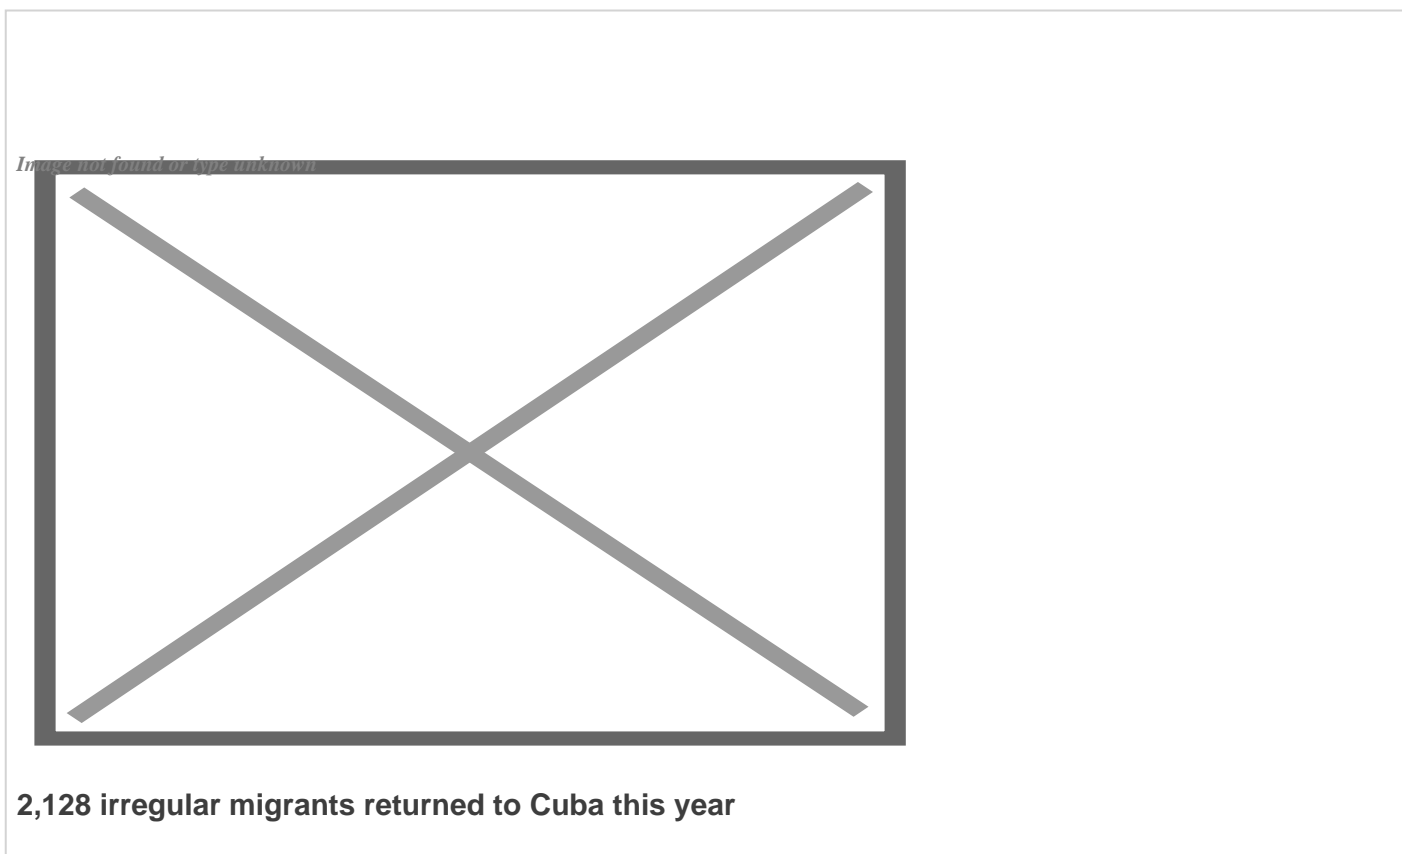 Image not found or type unknown
2,128 irregular migrants returned to Cuba this year